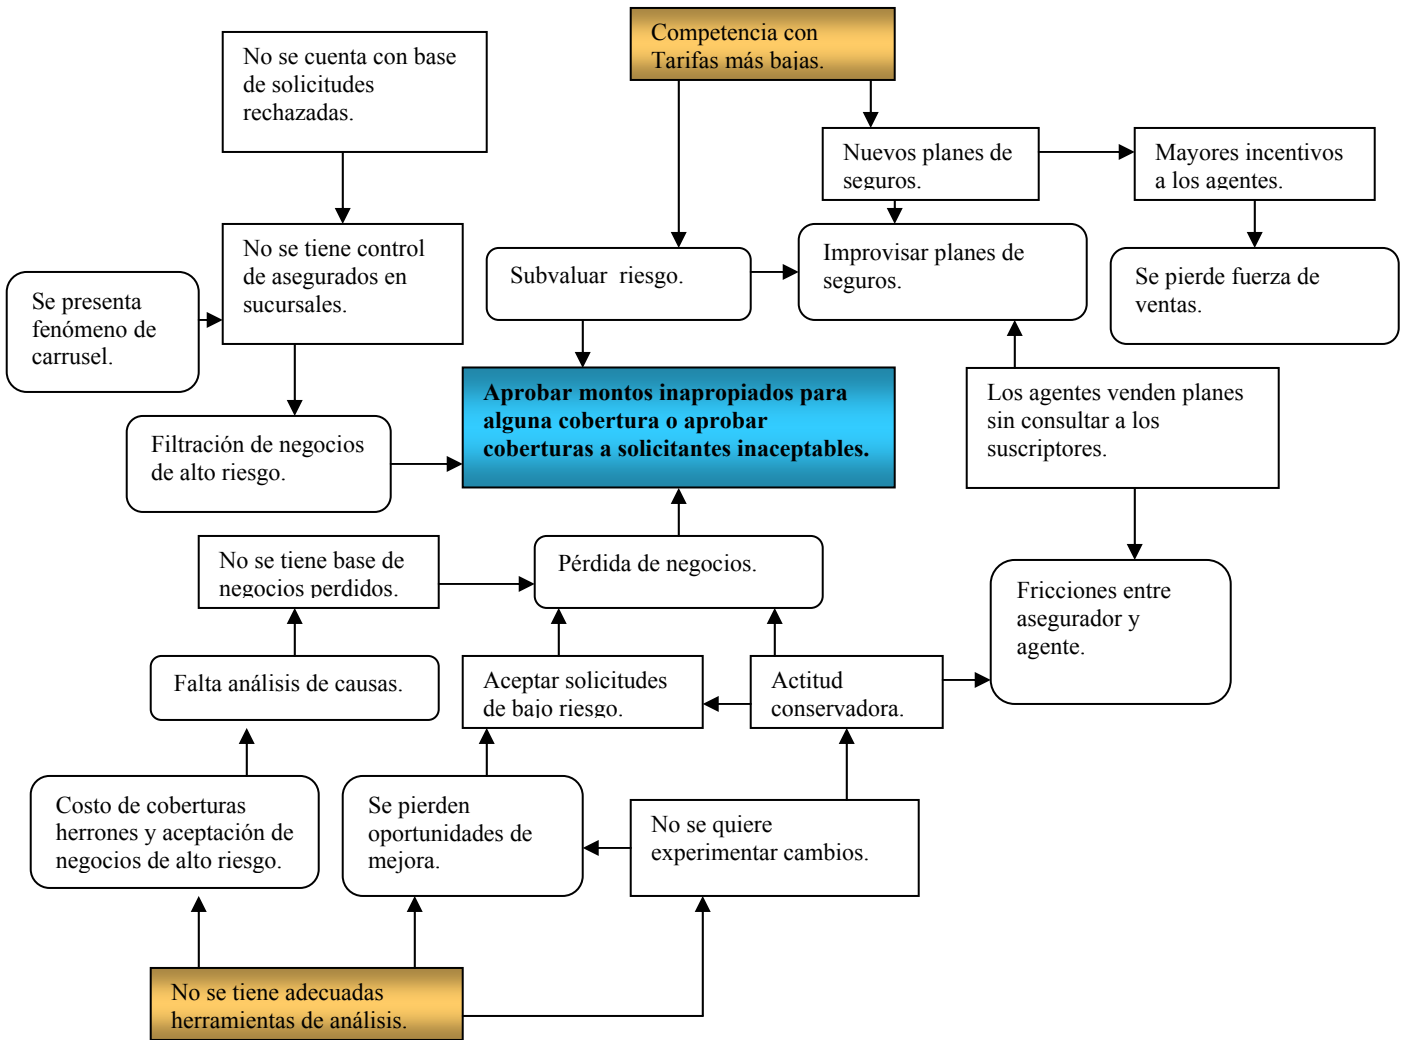 Competencia con
Tarifas más bajas.
No se cuenta con base
de solicitudes
rechazadas.
Nuevos planes de
seguros.
Mayores incentivos
a los agentes.
No se tiene control
de asegurados en
sucursales.
Subvaluar riesgo.
Improvisar planes de
seguros.
Se pierde fuerza de
ventas.
Se presenta
fenómeno de
carrusel.
Aprobar montos inapropiados para
alguna cobertura o aprobar
coberturas a solicitantes inaceptables.
Los agentes venden planes
sin consultar a los
suscriptores.
Filtración de negocios
de alto riesgo.
No se tiene base de
negocios perdidos.
Pérdida de negocios.
Fricciones entre
asegurador y
agente.
Falta análisis de causas.
Aceptar solicitudes
de bajo riesgo.
Actitud
conservadora.
Costo de coberturas
herrones y aceptación de
negocios de alto riesgo.
Se pierden
oportunidades de
mejora.
No se quiere
experimentar cambios.
No se tiene adecuadas
herramientas de análisis.